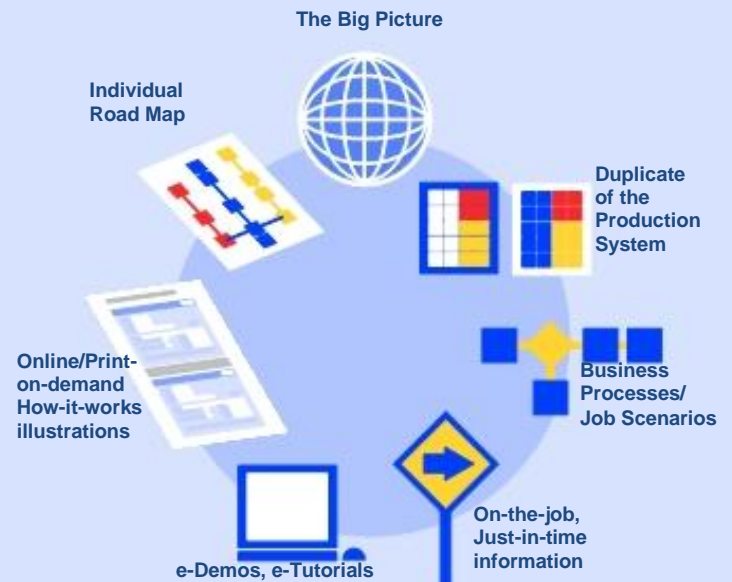 The Big Picture
Individual
Road Map
Duplicate
of the
Production
System
Online/Print-
on-demand
How-it-works
illustrations
Business
Processes/
Job Scenarios
On-the-job,
Just-in-time
information
e-Demos, e-Tutorials